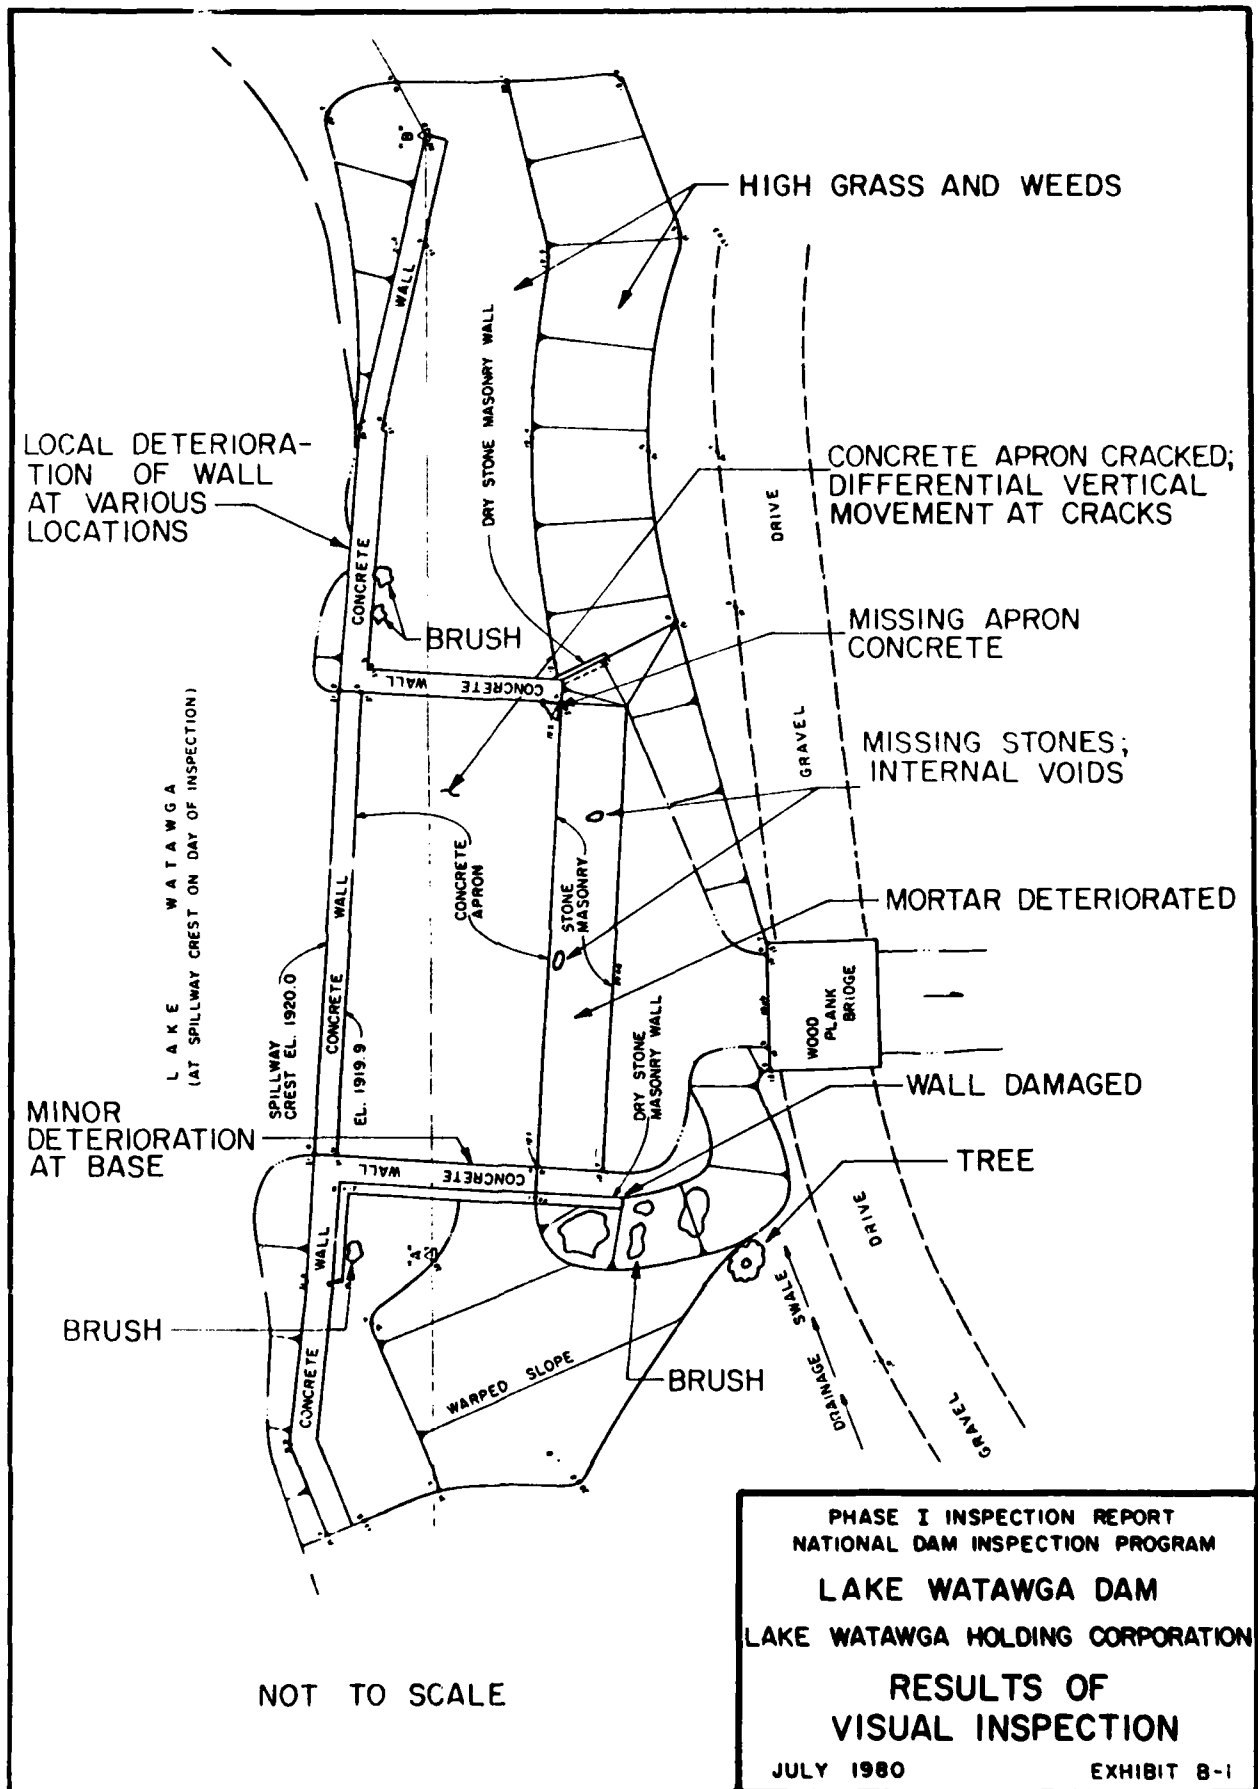 "B"
HIGH GRASS AND WEEDS
WALL
DRY STONE MASONRY WALL
LOCAL DETERIORA-
TION OF WALL
AT VARIOUS
LOCATIONS
CONCRETE APRON CRACKED;
DIFFERENTIAL VERTICAL
MOVEMENT AT CRACKS
DRIVE
CONCRETE
BRUSH
MISSING APRON
CONCRETE
WALL CONCRETE
GRAVEL
MISSING STONES;
INTERNAL VOIDS
LAKE WATAWGA
(AT SPILLWAY CREST ON DAY OF INSPECTION)
CONCRETE
APRON
STONE
MASONRY
WALL
MORTAR DETERIORATED
CONCRETE
SPILLWAY
CREST EL. 1920.0
EL. 1919.9
WOOD
PLANK
BRIDGE
DRY STONE
MASONRY WALL
WALL DAMAGED
MINOR
DETERIORATION
AT BASE
WALL CONCRETE
TREE
WALL
"A"
DRIVE
BRUSH
CONCRETE
WARPED SLOPE
BRUSH
DRAINAGE SWALE
GRAVEL
NOT TO SCALE
PHASE I INSPECTION REPORT
NATIONAL DAM INSPECTION PROGRAM
LAKE WATAWGA DAM
LAKE WATAWGA HOLDING CORPORATION
RESULTS OF
VISUAL INSPECTION
JULY 1980 EXHIBIT B-1